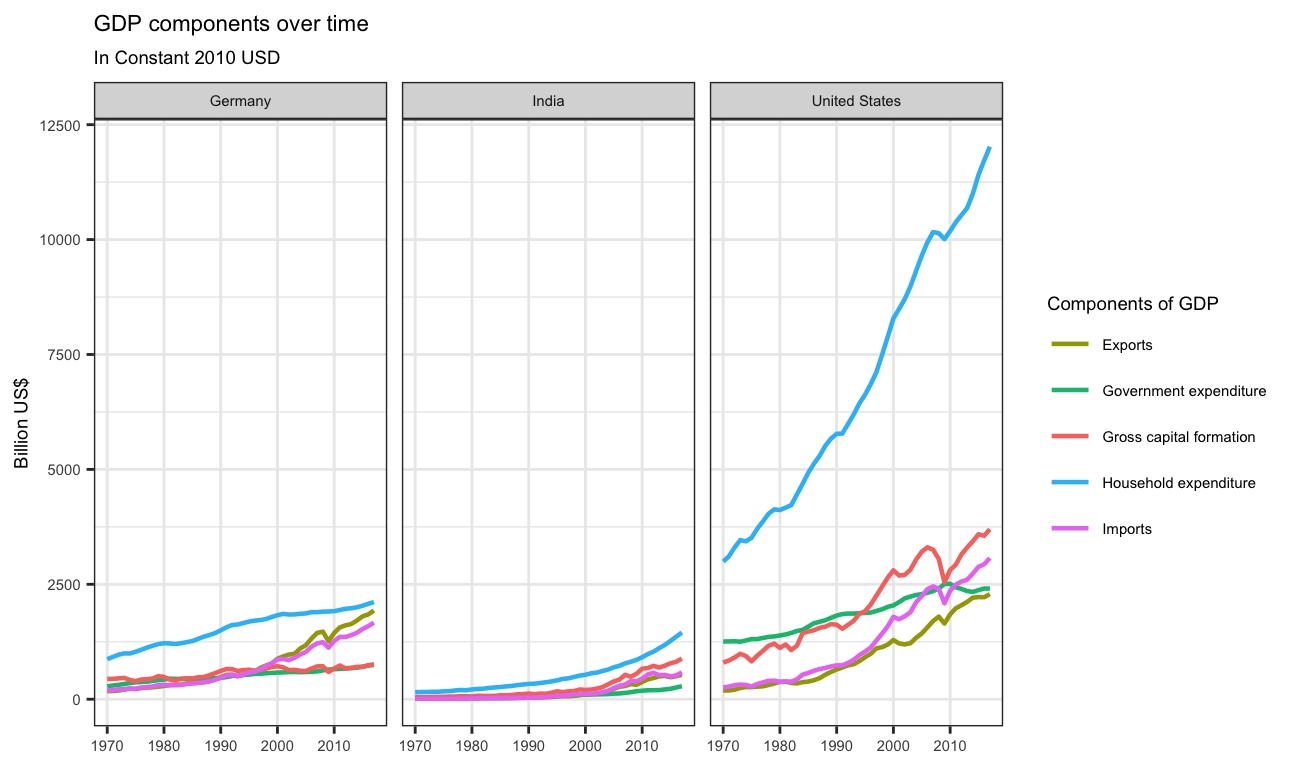 GDP components over time
In Constant 2010 USD
Germany
India
United States
Billion US$
12500
10000
7500
5000
2500
0
1970 1980 1990 2000 2010
1970 1980 1990 2000 2010
1970 1980 1990 2000 2010
Components of GDP
Exports
Government expenditure
Gross capital formation
Household expenditure
Imports